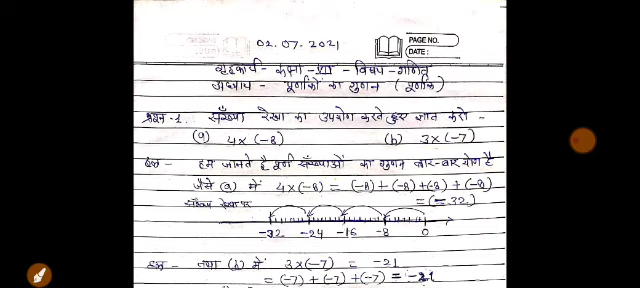 02.07.2021
PAGE NO.
DATE:
गृहकार्य - कक्षा - VII - विषय - गणित
अध्याय - पूर्णांकों का गुणन (पूर्णांक)
प्रश्न-1. सँख्या रेखा का उपयोग करते हुए ज्ञात करो -
(a) 4×(-8) (b) 3×(-7)
हल - हम जानते है पूर्ण सँख्याओं का गुणन बार-बार योग है
जैसे (a) में 4×(-8) = (-8) + (-8) + (-8) + (-8)
सँख्या रेखा पर = (-32)
-32 -24 -16 -8 0
हल - तथा (b) में 3×(-7) = -21
= (-7) + (-7) + (-7) = -21